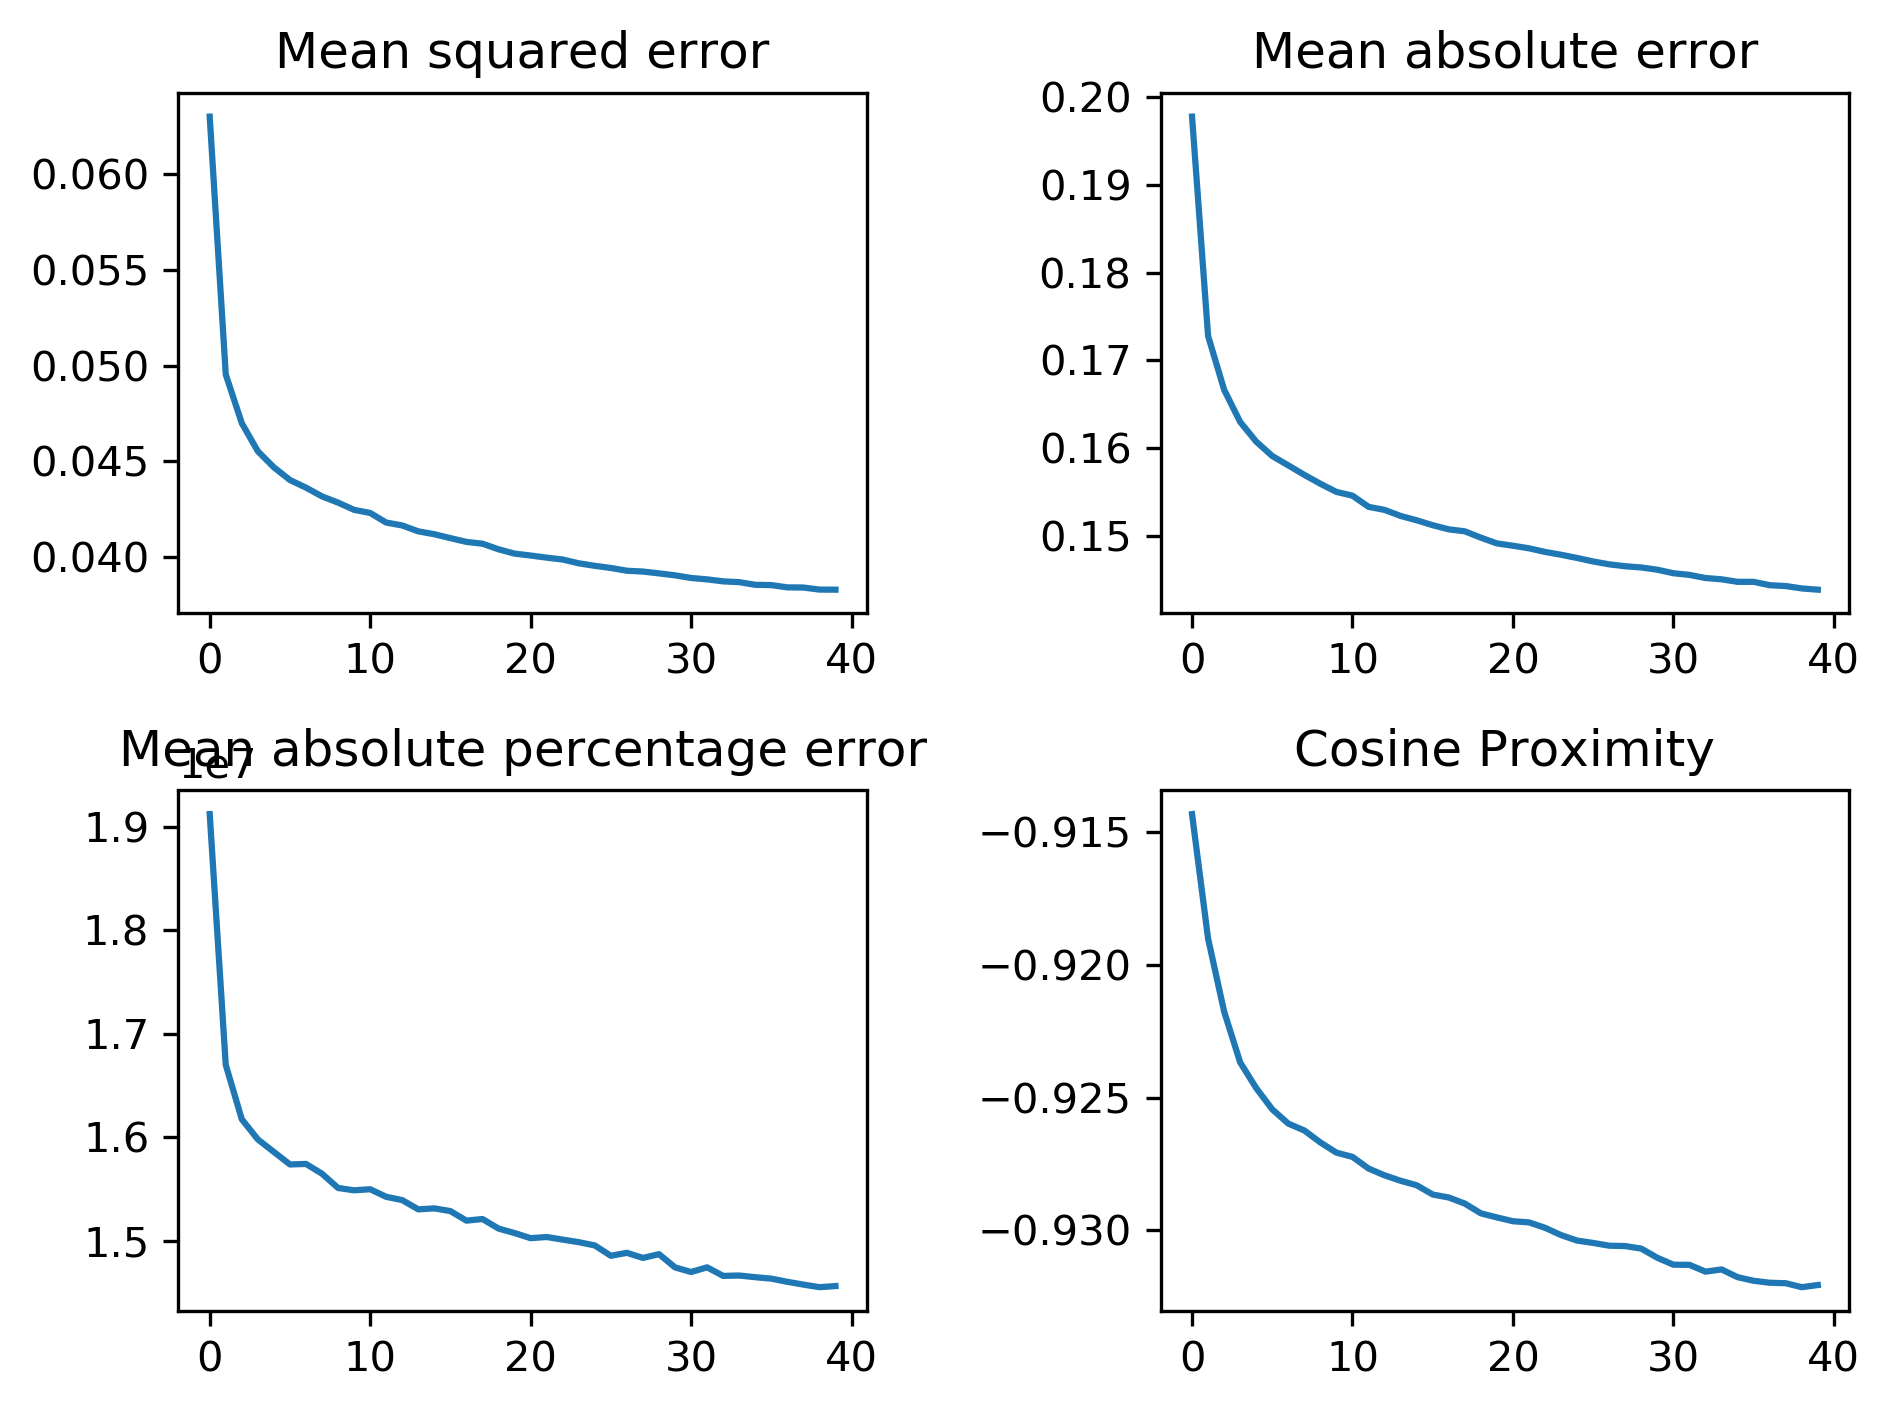 Mean squared error
0.060
0.055
0.050
0.045
0.040
0 10 20 30 40
Mean absolute error
0.20
0.19
0.18
0.17
0.16
0.15
0 10 20 30 40
Mean absolute percentage error
1e7
1.9
1.8
1.7
1.6
1.5
0 10 20 30 40
Cosine Proximity
−0.915
−0.920
−0.925
−0.930
0 10 20 30 40